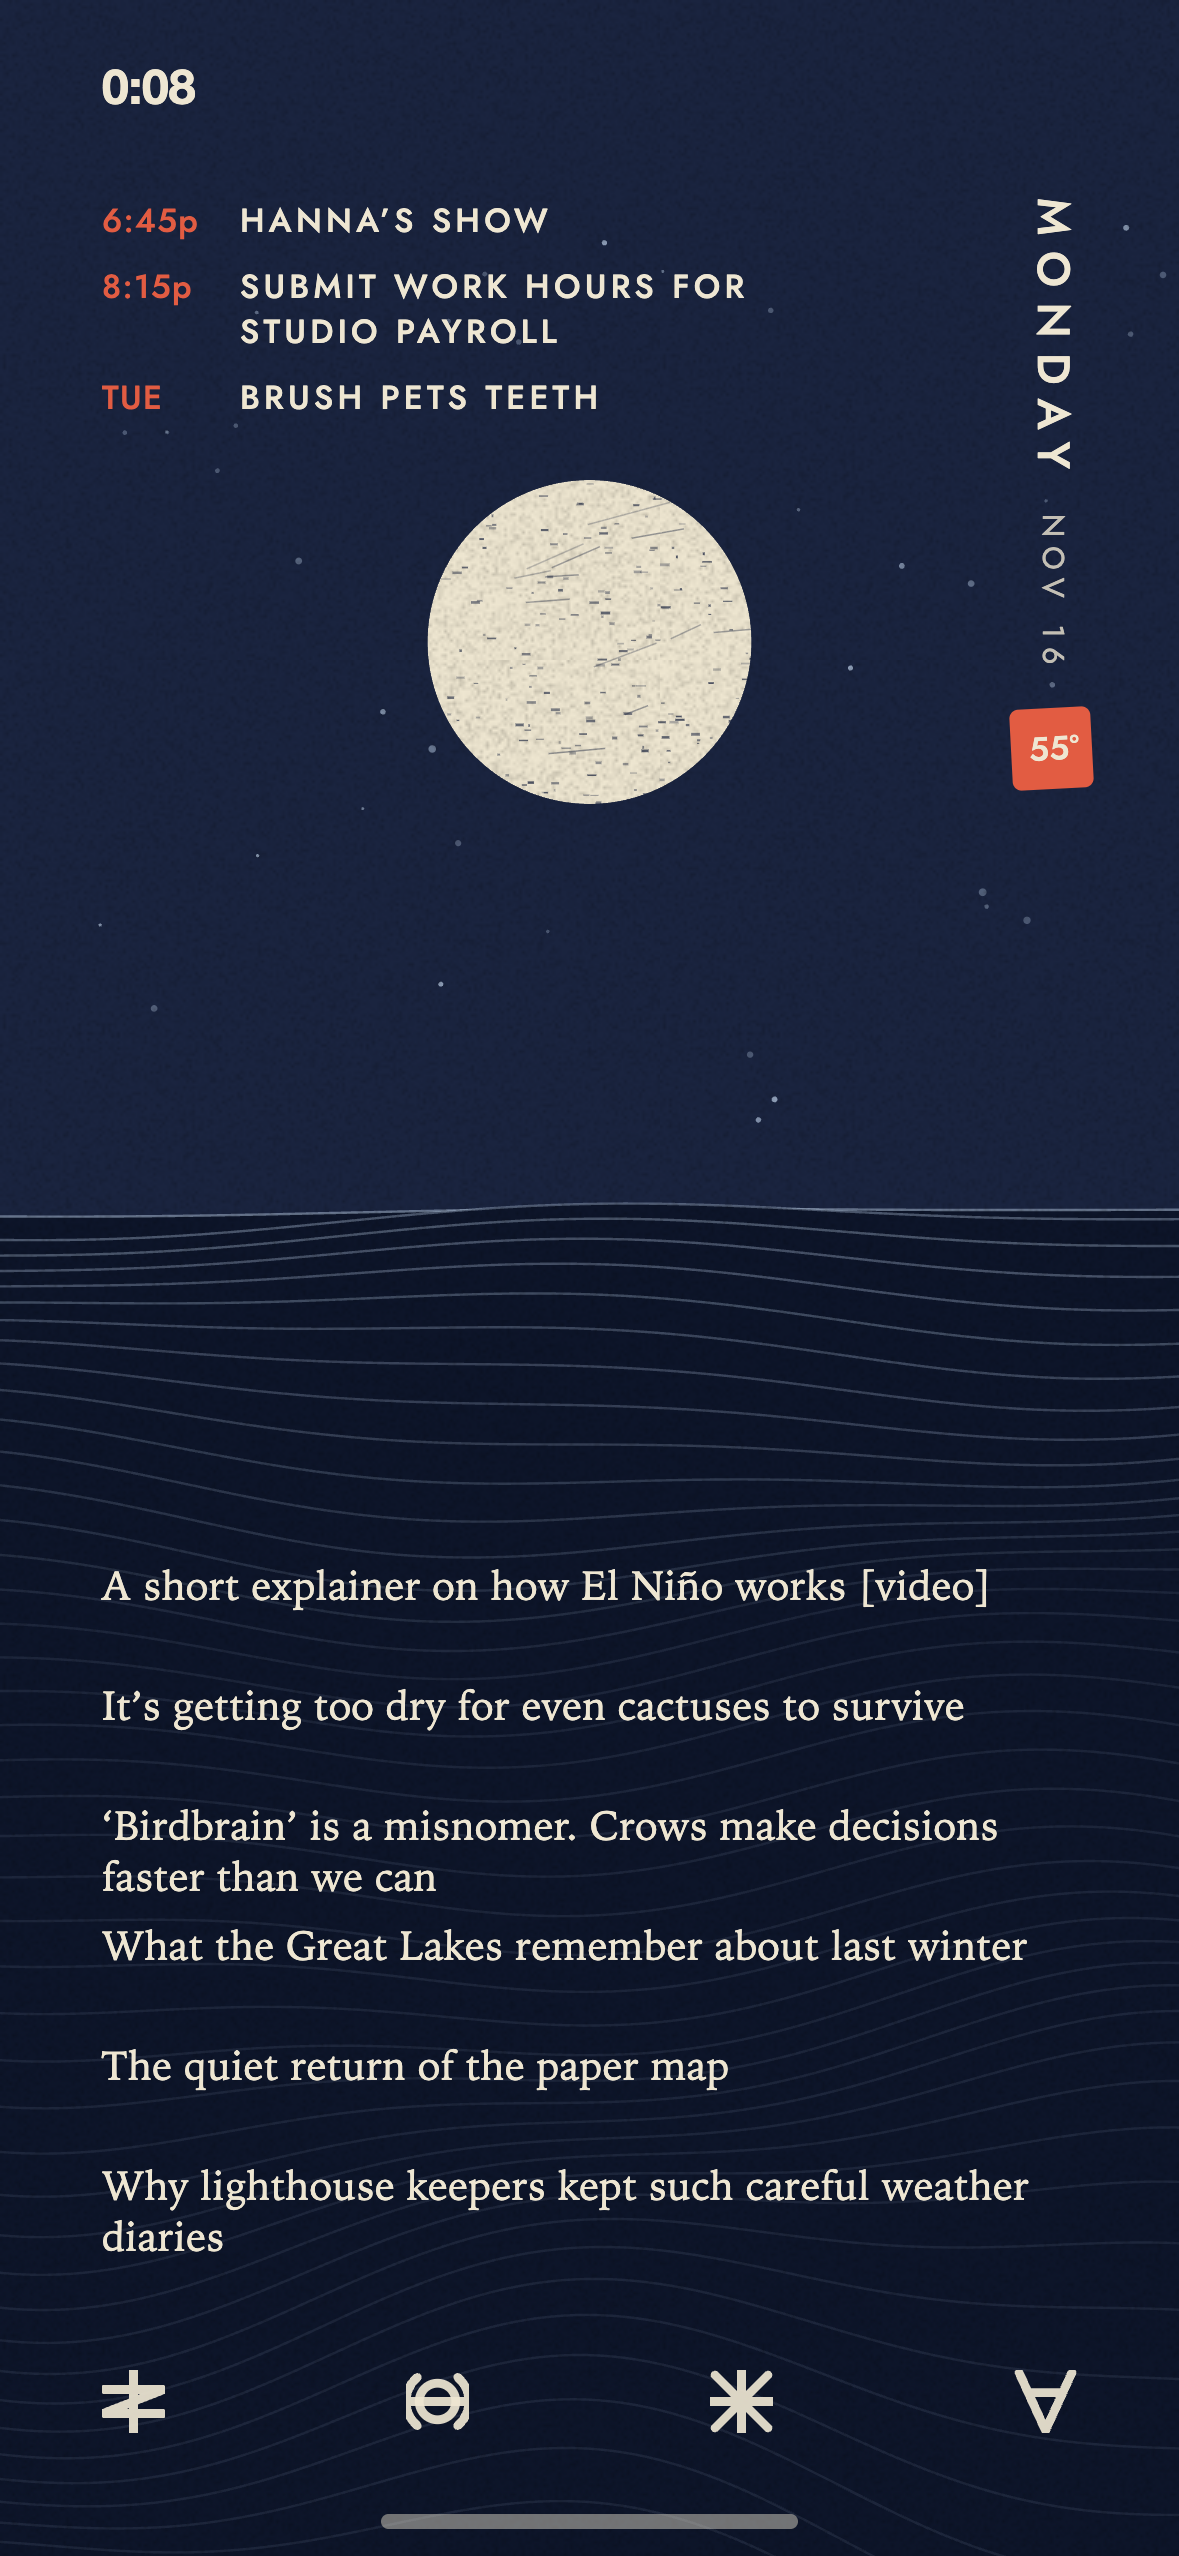 0:08
6:45p HANNA’S SHOW
8:15p SUBMIT WORK HOURS FOR
STUDIO PAYROLL
TUE BRUSH PETS TEETH
MONDAY NOV 16
55°
A short explainer on how El Niño works [video]
It’s getting too dry for even cactuses to survive
‘Birdbrain’ is a misnomer. Crows make decisions
faster than we can
What the Great Lakes remember about last winter
The quiet return of the paper map
Why lighthouse keepers kept such careful weather
diaries